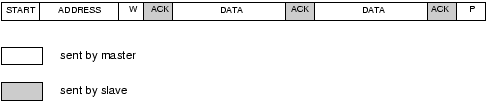 START ADDRESS W ACK DATA ACK DATA ACK P
sent by master
sent by slave